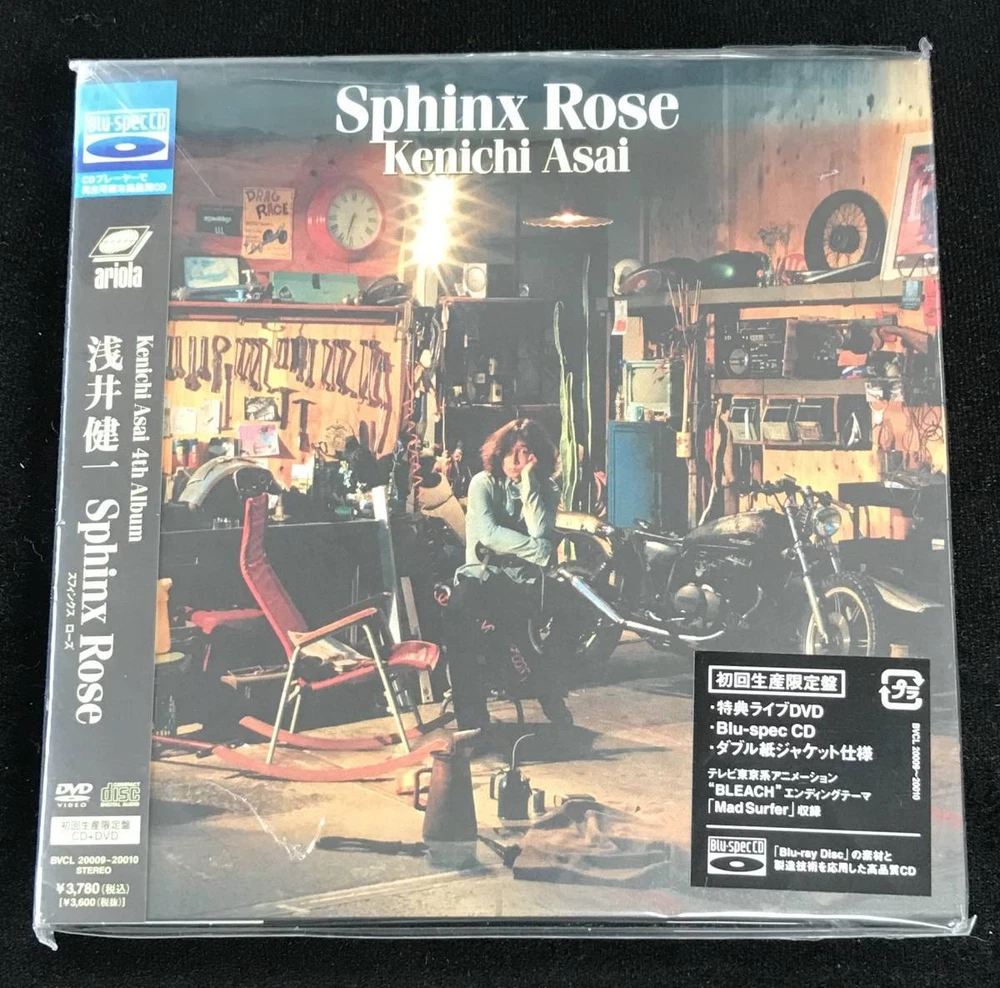 Sphinx Rose
Kenichi Asai
DRAG RACE
Blu-specCD
CDプレーヤーで
再生可能な高品質CD
ariola
Kenichi Asai 4th Album
浅井健一 Sphinx Rose
スフィンクス ローズ
DVD VIDEO
COMPACT disc DIGITAL AUDIO
初回生産限定盤
CD+DVD
BVCL 20009~20010
STEREO
¥3,780(税込)
[¥3,600(税抜)]
初回生産限定盤
プラ
・特典ライブDVD
・Blu-spec CD
・ダブル紙ジャケット仕様
テレビ東京系アニメーション
“BLEACH”エンディングテーマ
「Mad Surfer」収録
BVCL 20009~20010
Blu-specCD
「Blu-ray Disc」の素材と
製造技術を応用した高品質CD